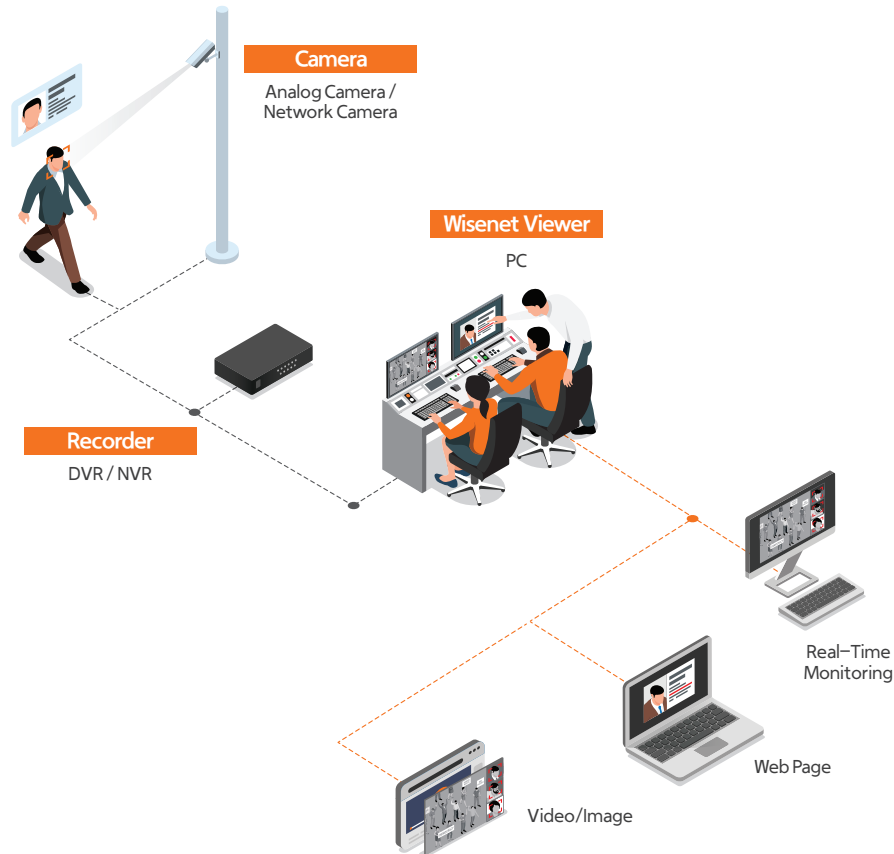 Camera
Analog Camera /
Network Camera
Wisenet Viewer
PC
Recorder
DVR / NVR
Real-Time
Monitoring
Web Page
Video/Image